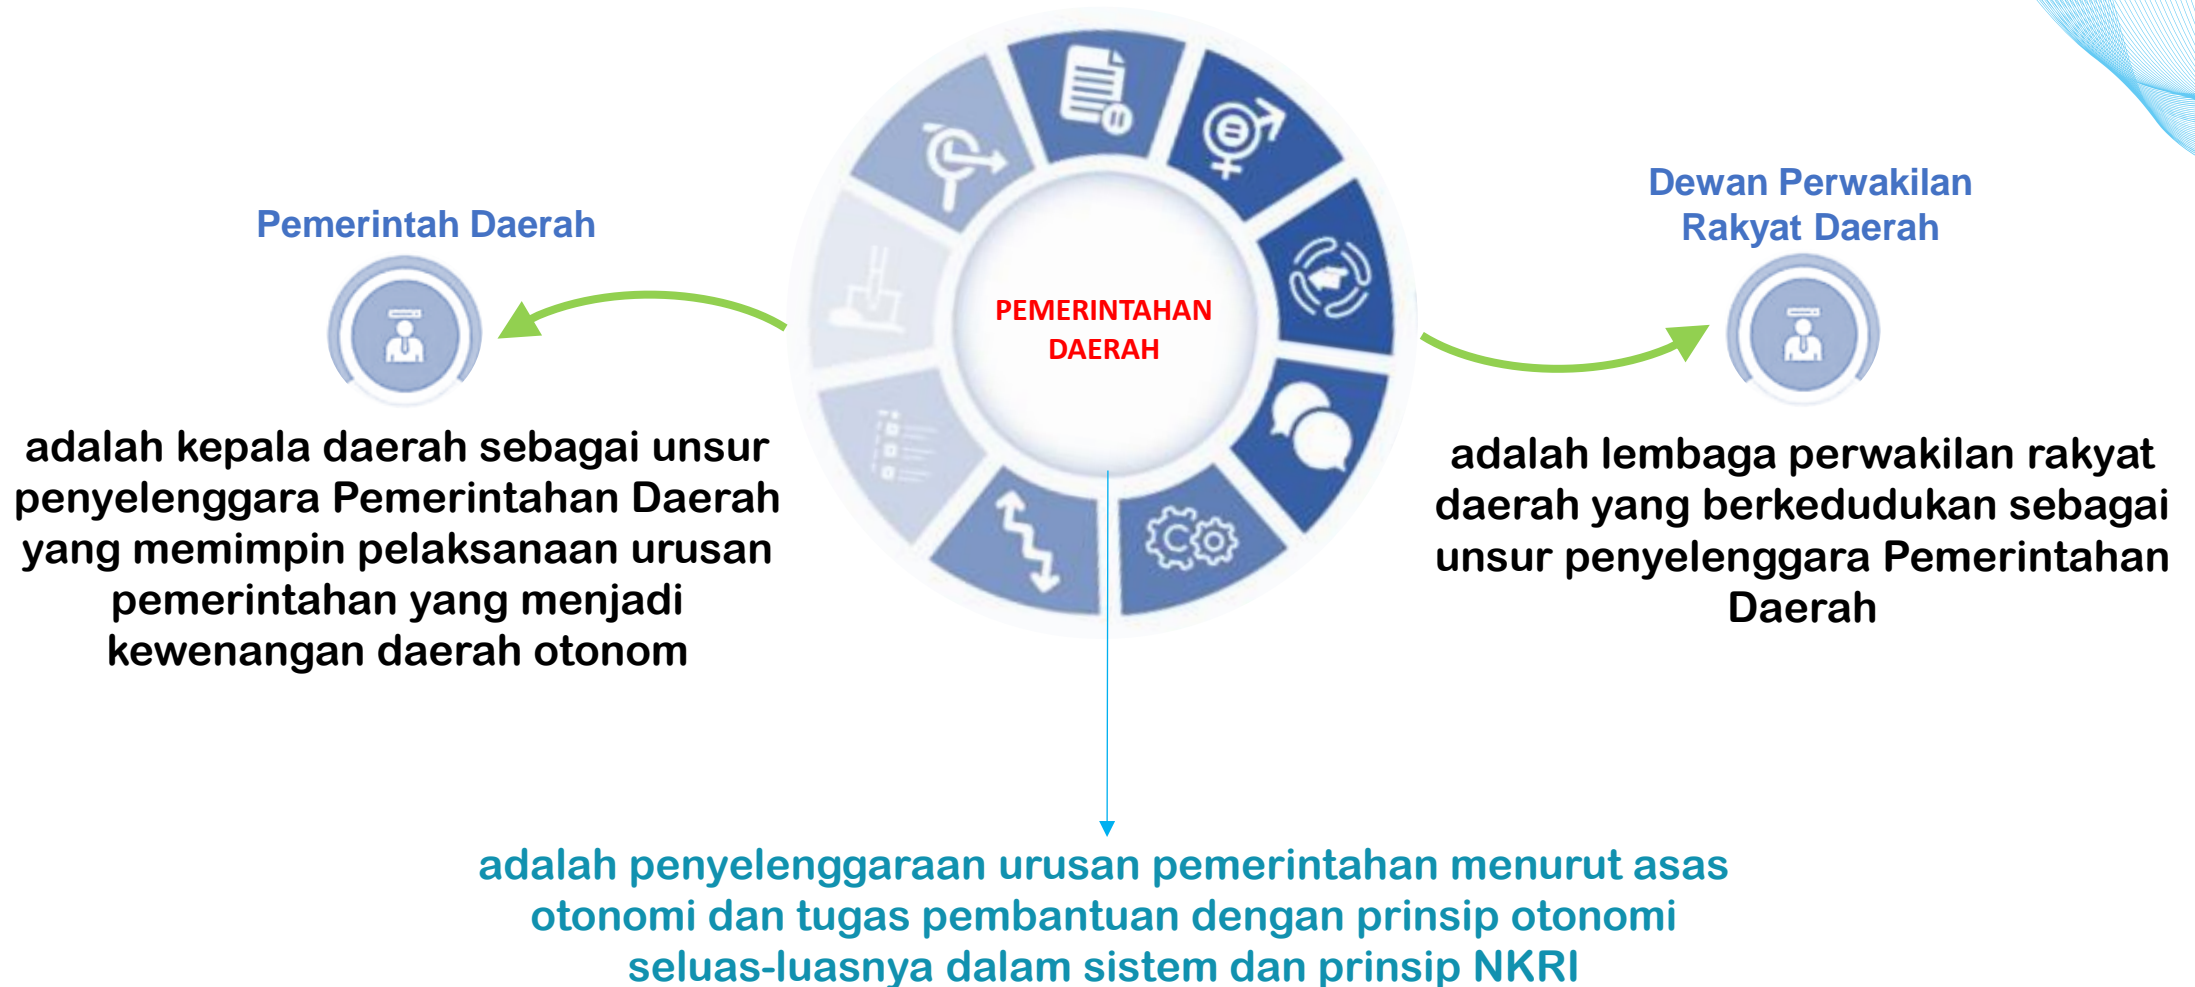 Pemerintah Daerah
adalah kepala daerah sebagai unsur
penyelenggara Pemerintahan Daerah
yang memimpin pelaksanaan urusan
pemerintahan yang menjadi
kewenangan daerah otonom
PEMERINTAHAN
DAERAH
Dewan Perwakilan
Rakyat Daerah
adalah lembaga perwakilan rakyat
daerah yang berkedudukan sebagai
unsur penyelenggara Pemerintahan
Daerah
adalah penyelenggaraan urusan pemerintahan menurut asas
otonomi dan tugas pembantuan dengan prinsip otonomi
seluas-luasnya dalam sistem dan prinsip NKRI